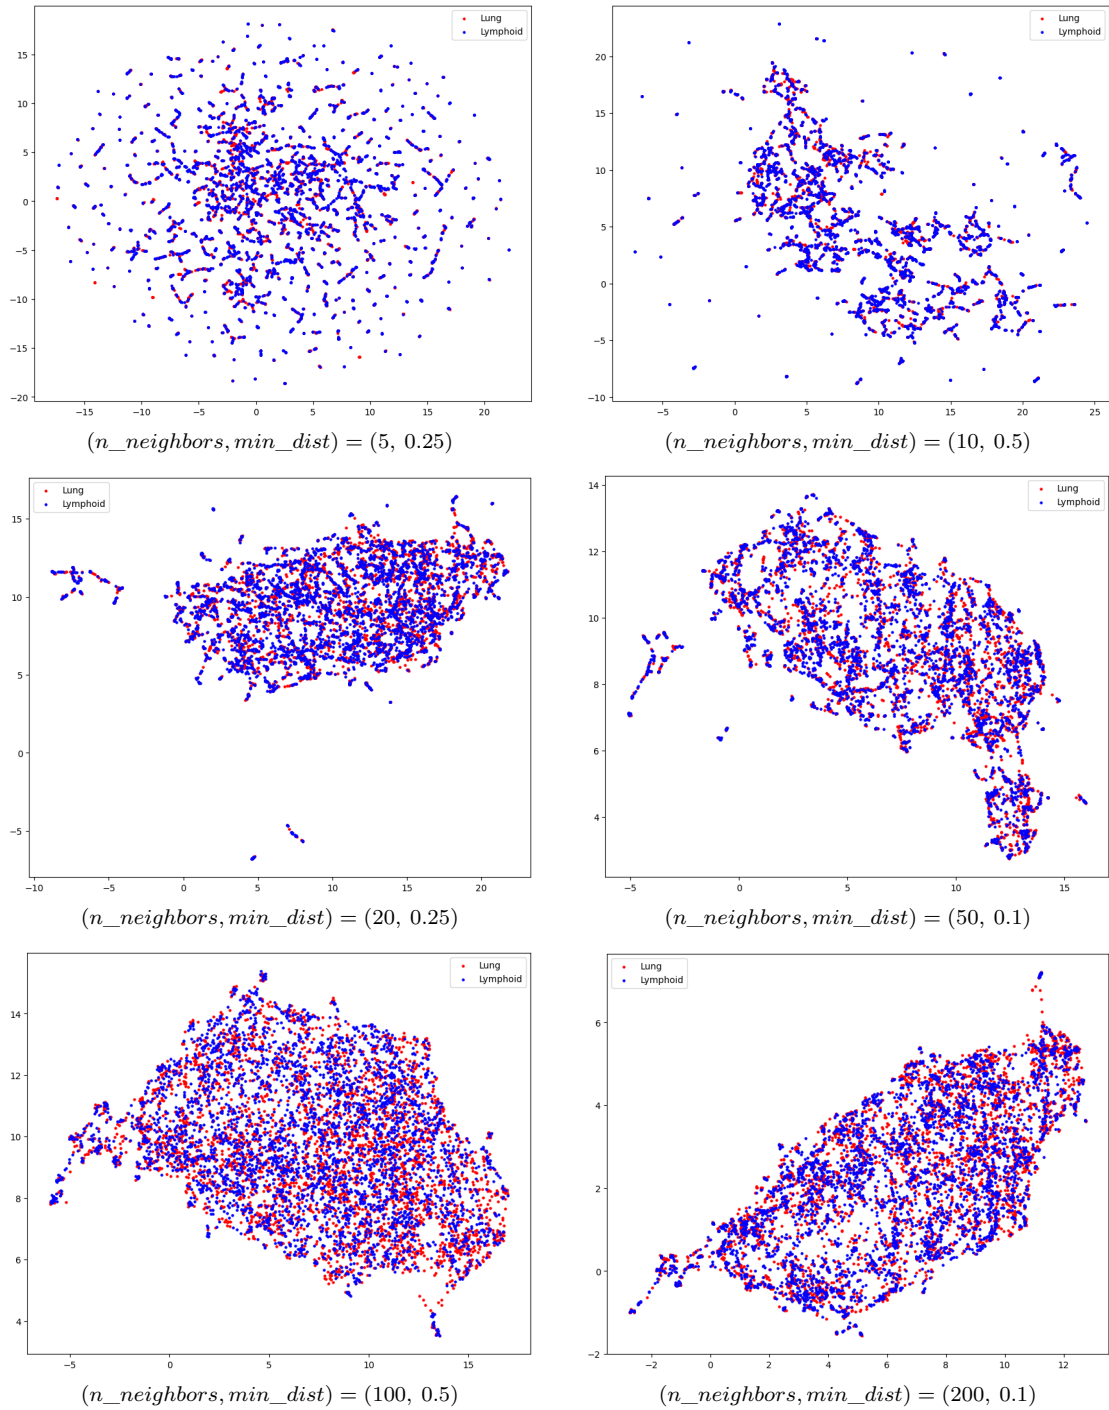 Lung
Lymphoid
15
10
5
0
−5
−10
−15
−20
−15 −10 −5 0 5 10 15 20
(n_neighbors, min_dist) = (5, 0.25)
Lung
Lymphoid
20
15
10
5
0
−5
−10
−5 0 5 10 15 20 25
(n_neighbors, min_dist) = (10, 0.5)
Lung
Lymphoid
15
10
5
0
−5
−10 −5 0 5 10 15 20
(n_neighbors, min_dist) = (20, 0.25)
Lung
Lymphoid
14
12
10
8
6
4
−5 0 5 10 15
(n_neighbors, min_dist) = (50, 0.1)
Lung
Lymphoid
14
12
10
8
6
4
−5 0 5 10 15
(n_neighbors, min_dist) = (100, 0.5)
Lung
Lymphoid
6
4
2
0
−2
−2 0 2 4 6 8 10 12
(n_neighbors, min_dist) = (200, 0.1)